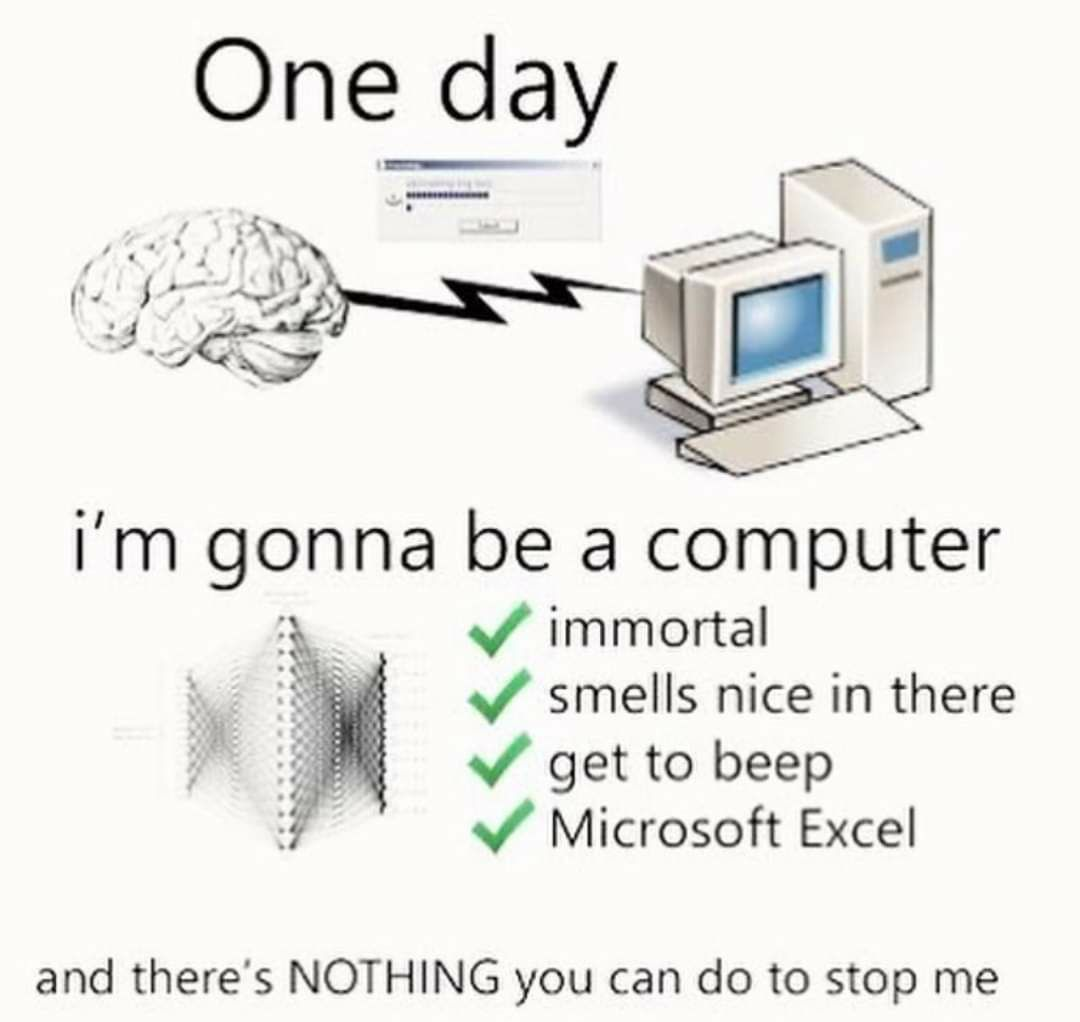 One day
i'm gonna be a computer
immortal
smells nice in there
get to beep
Microsoft Excel
and there's NOTHING you can do to stop me